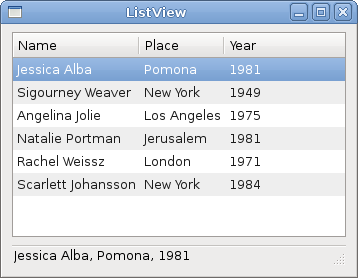 ListView
Name Place Year
Jessica Alba Pomona 1981
Sigourney Weaver New York 1949
Angelina Jolie Los Angeles 1975
Natalie Portman Jerusalem 1981
Rachel Weissz London 1971
Scarlett Johansson New York 1984
Jessica Alba, Pomona, 1981